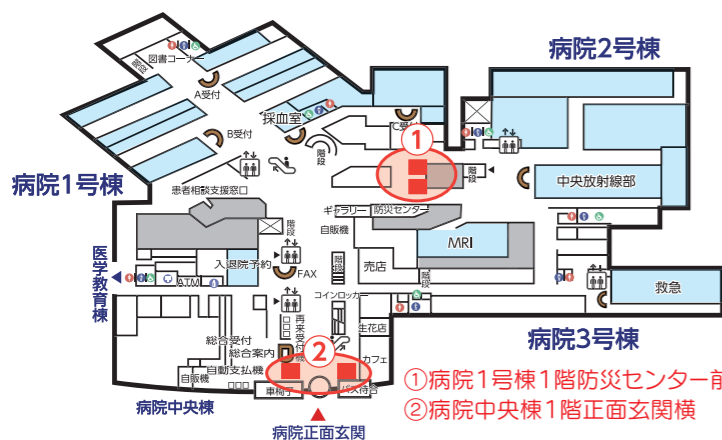 病院2号棟
図書コーナー
階段
A受付
採血室
B受付
C受付
①
階段
階段
中央放射線部
病院1号棟
患者相談支援窓口
ギャラリー
防災センター
階段
自販機
MRI
医学教育棟
入退院予約
FAX
階段
売店
ATM
階段
救急
コインロッカー
再来受付機
生花店
病院3号棟
総合受付
総合案内
②
カフェ
自動支払機
自販機
車椅子
バス待合
①病院1号棟1階防災センター前
病院中央棟
②病院中央棟1階正面玄関横
病院正面玄関